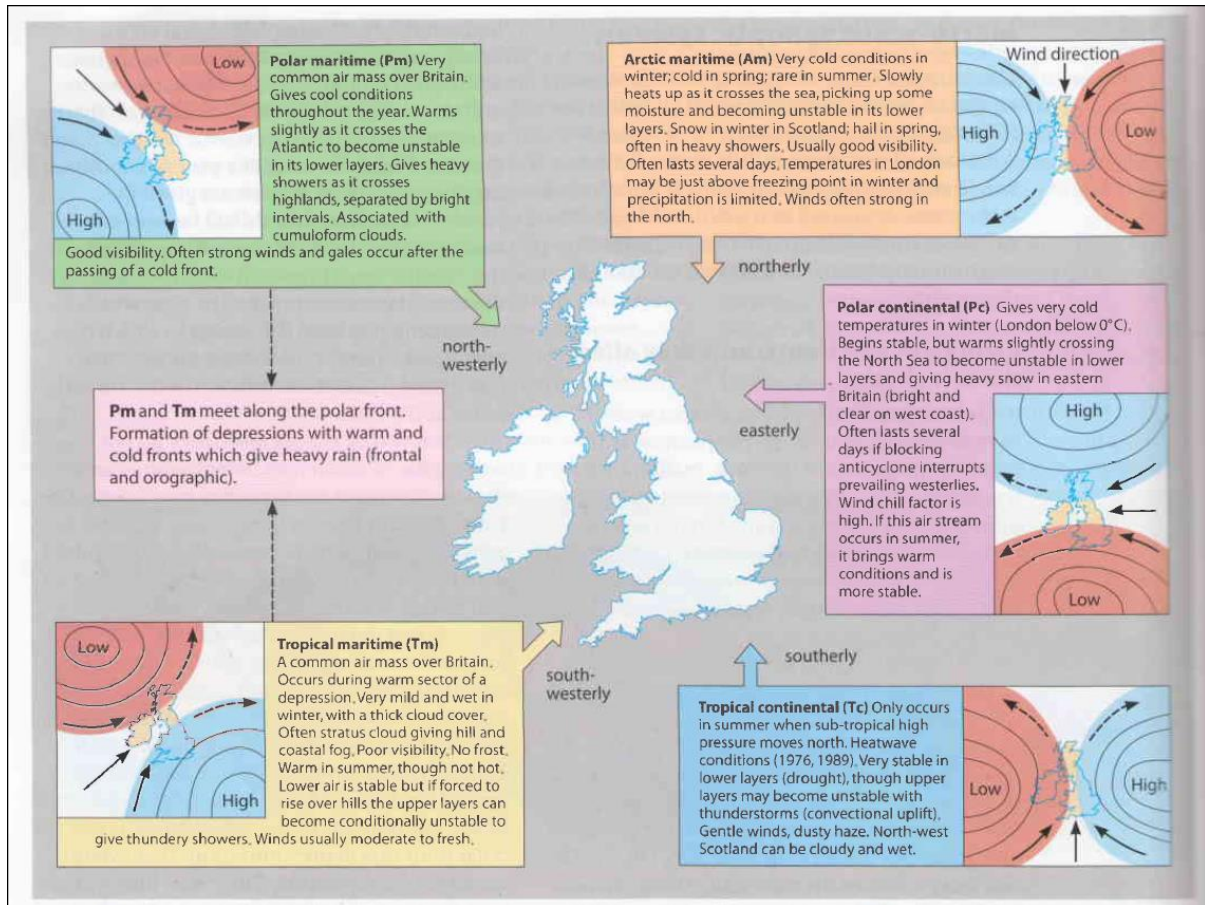 Low
High
Polar maritime (Pm) Very
common air mass over Britain.
Gives cool conditions
throughout the year. Warms
slightly as it crosses the
Atlantic to become unstable
in its lower layers. Gives heavy
showers as it crosses
highlands, separated by bright
intervals. Associated with
cumuloform clouds.
Good visibility. Often strong winds and gales occur after the
passing of a cold front.
north-
westerly
Arctic maritime (Am) Very cold conditions in
winter; cold in spring; rare in summer. Slowly
heats up as it crosses the sea, picking up some
moisture and becoming unstable in its lower
layers. Snow in winter in Scotland; hail in spring,
often in heavy showers. Usually good visibility.
Often lasts several days. Temperatures in London
may be just above freezing point in winter and
precipitation is limited. Winds often strong in
the north.
Wind direction
High
Low
northerly
Pm and Tm meet along the polar front.
Formation of depressions with warm and
cold fronts which give heavy rain (frontal
and orographic).
Polar continental (Pc) Gives very cold
temperatures in winter (London below 0°C).
Begins stable, but warms slightly crossing
the North Sea to become unstable in lower
layers and giving heavy snow in eastern
Britain (bright and
clear on west coast).
Often lasts several
days if blocking
anticyclone interrupts
prevailing westerlies.
Wind chill factor is
high. If this air stream
occurs in summer,
it brings warm
conditions and is
more stable.
High
Low
easterly
Low
High
Tropical maritime (Tm)
A common air mass over Britain.
Occurs during warm sector of a
depression. Very mild and wet in
winter, with a thick cloud cover.
Often stratus cloud giving hill and
coastal fog. Poor visibility. No frost.
Warm in summer, though not hot.
Lower air is stable but if forced to
rise over hills the upper layers can
become conditionally unstable to
give thundery showers. Winds usually moderate to fresh.
south-
westerly
southerly
Tropical continental (Tc) Only occurs
in summer when sub-tropical high
pressure moves north. Heatwave
conditions (1976, 1989). Very stable in
lower layers (drought), though upper
layers may become unstable with
thunderstorms (convectional uplift).
Gentle winds, dusty haze. North-west
Scotland can be cloudy and wet.
Low
High